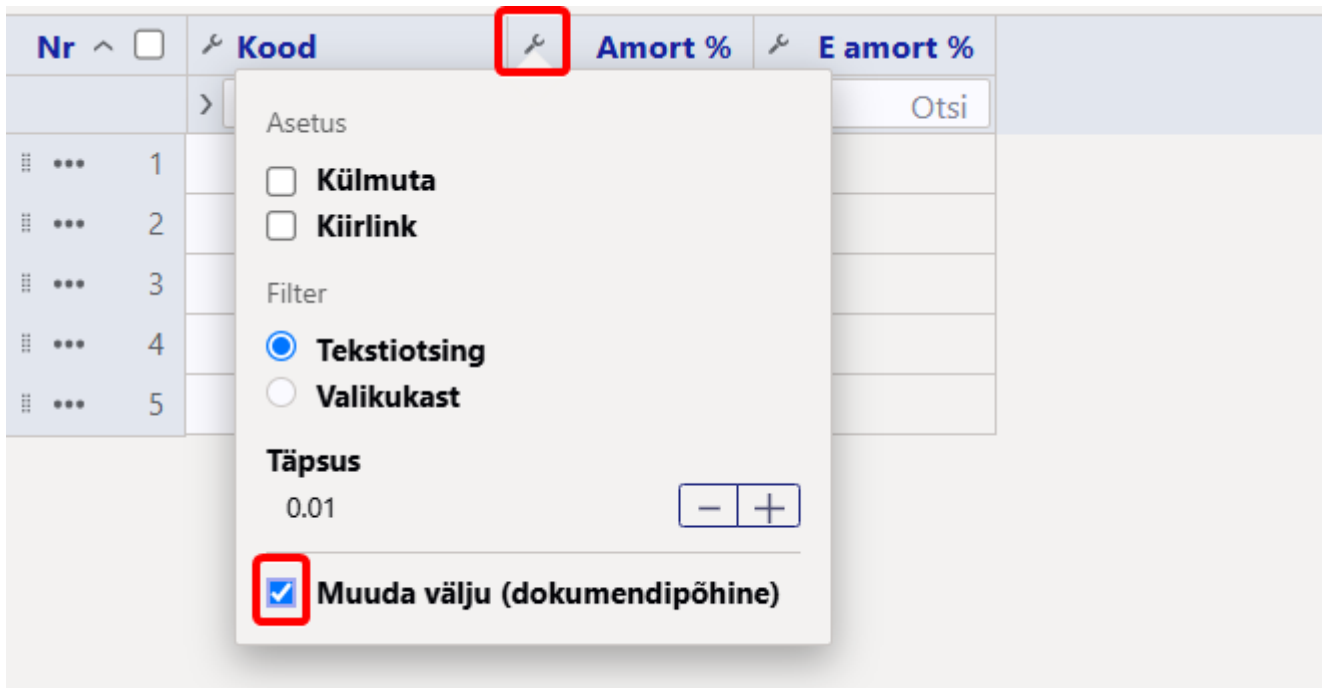 Nr Kood Amort % E amort %
Otsi
Asetus
1
Külmuta
2
Kiirlink
3
Filter
4
Tekstiotsing
5
Valikukast
Täpsus
0.01
Muuda välju (dokumendipõhine)